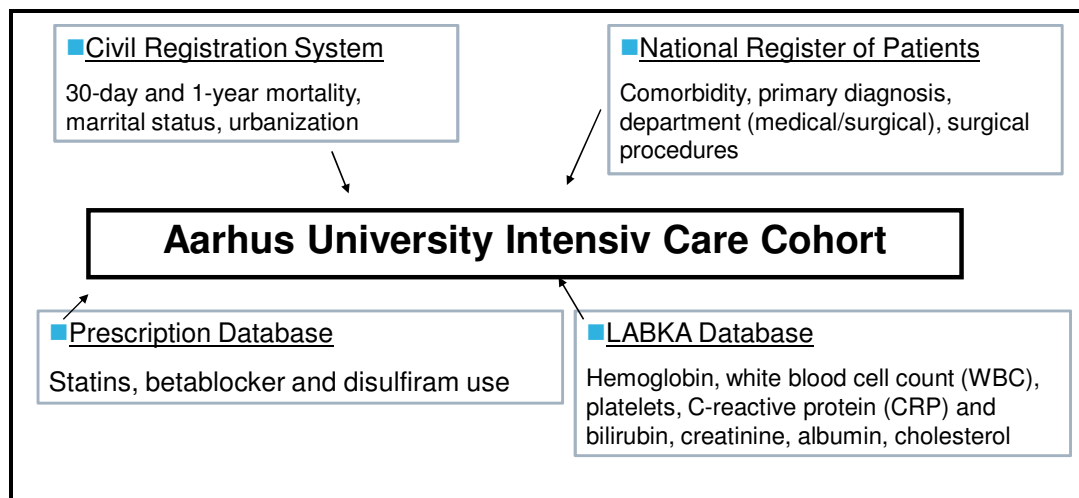 Civil Registration System
30-day and 1-year mortality,
marrital status, urbanization
National Register of Patients
Comorbidity, primary diagnosis,
department (medical/surgical), surgical
procedures
Aarhus University Intensiv Care Cohort
Prescription Database
Statins, betablocker and disulfiram use
LABKA Database
Hemoglobin, white blood cell count (WBC),
platelets, C-reactive protein (CRP) and
bilirubin, creatinine, albumin, cholesterol